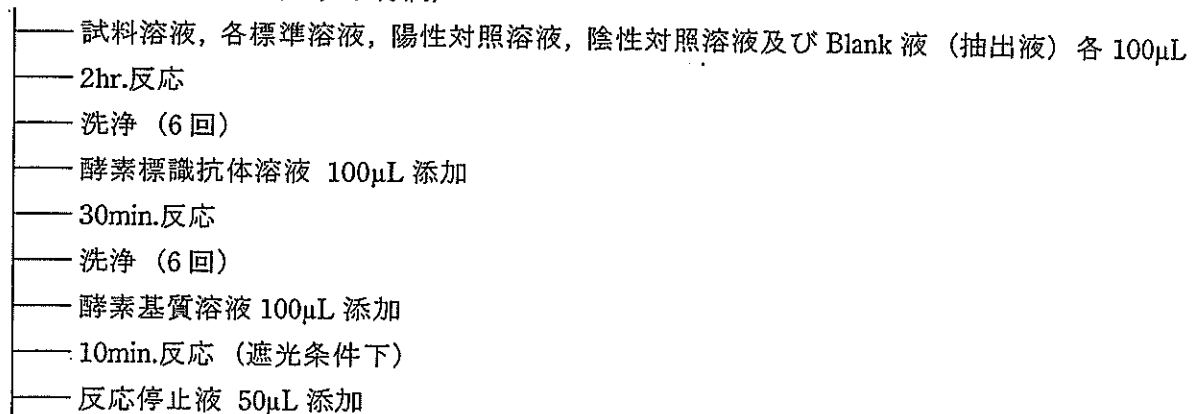 試料溶液, 各標準溶液, 陽性対照溶液, 陰性対照溶液及び Blank 液 (抽出液) 各 100μL
2hr.反応
洗浄 (6 回)
酵素標識抗体溶液 100μL 添加
30min.反応
洗浄 (6 回)
酵素基質溶液 100μL 添加
10min.反応 (遮光条件下)
反応停止液 50μL 添加